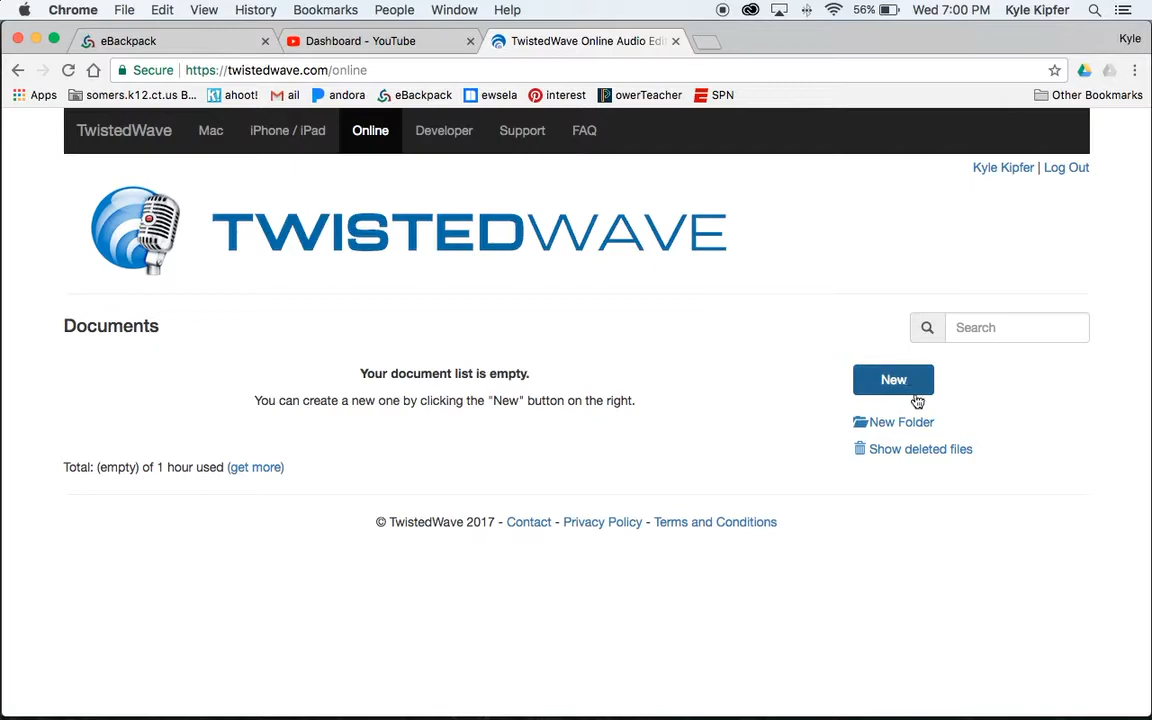 Chrome File Edit View History Bookmarks People Window Help 56% Wed 7:00 PM Kyle Kipfer
eBackpack Dashboard - YouTube TwistedWave Online Audio Edi Kyle
Secure https://twistedwave.com/online
Apps somers.k12.ct.us B... ahoot! ail andora eBackpack ewsela interest owerTeacher SPN Other Bookmarks
TwistedWave Mac iPhone / iPad Online Developer Support FAQ
Kyle Kipfer | Log Out
TWISTEDWAVE
Documents
Search
Your document list is empty.
New
You can create a new one by clicking the "New" button on the right.
New Folder
Show deleted files
Total: (empty) of 1 hour used (get more)
© TwistedWave 2017 - Contact - Privacy Policy - Terms and Conditions